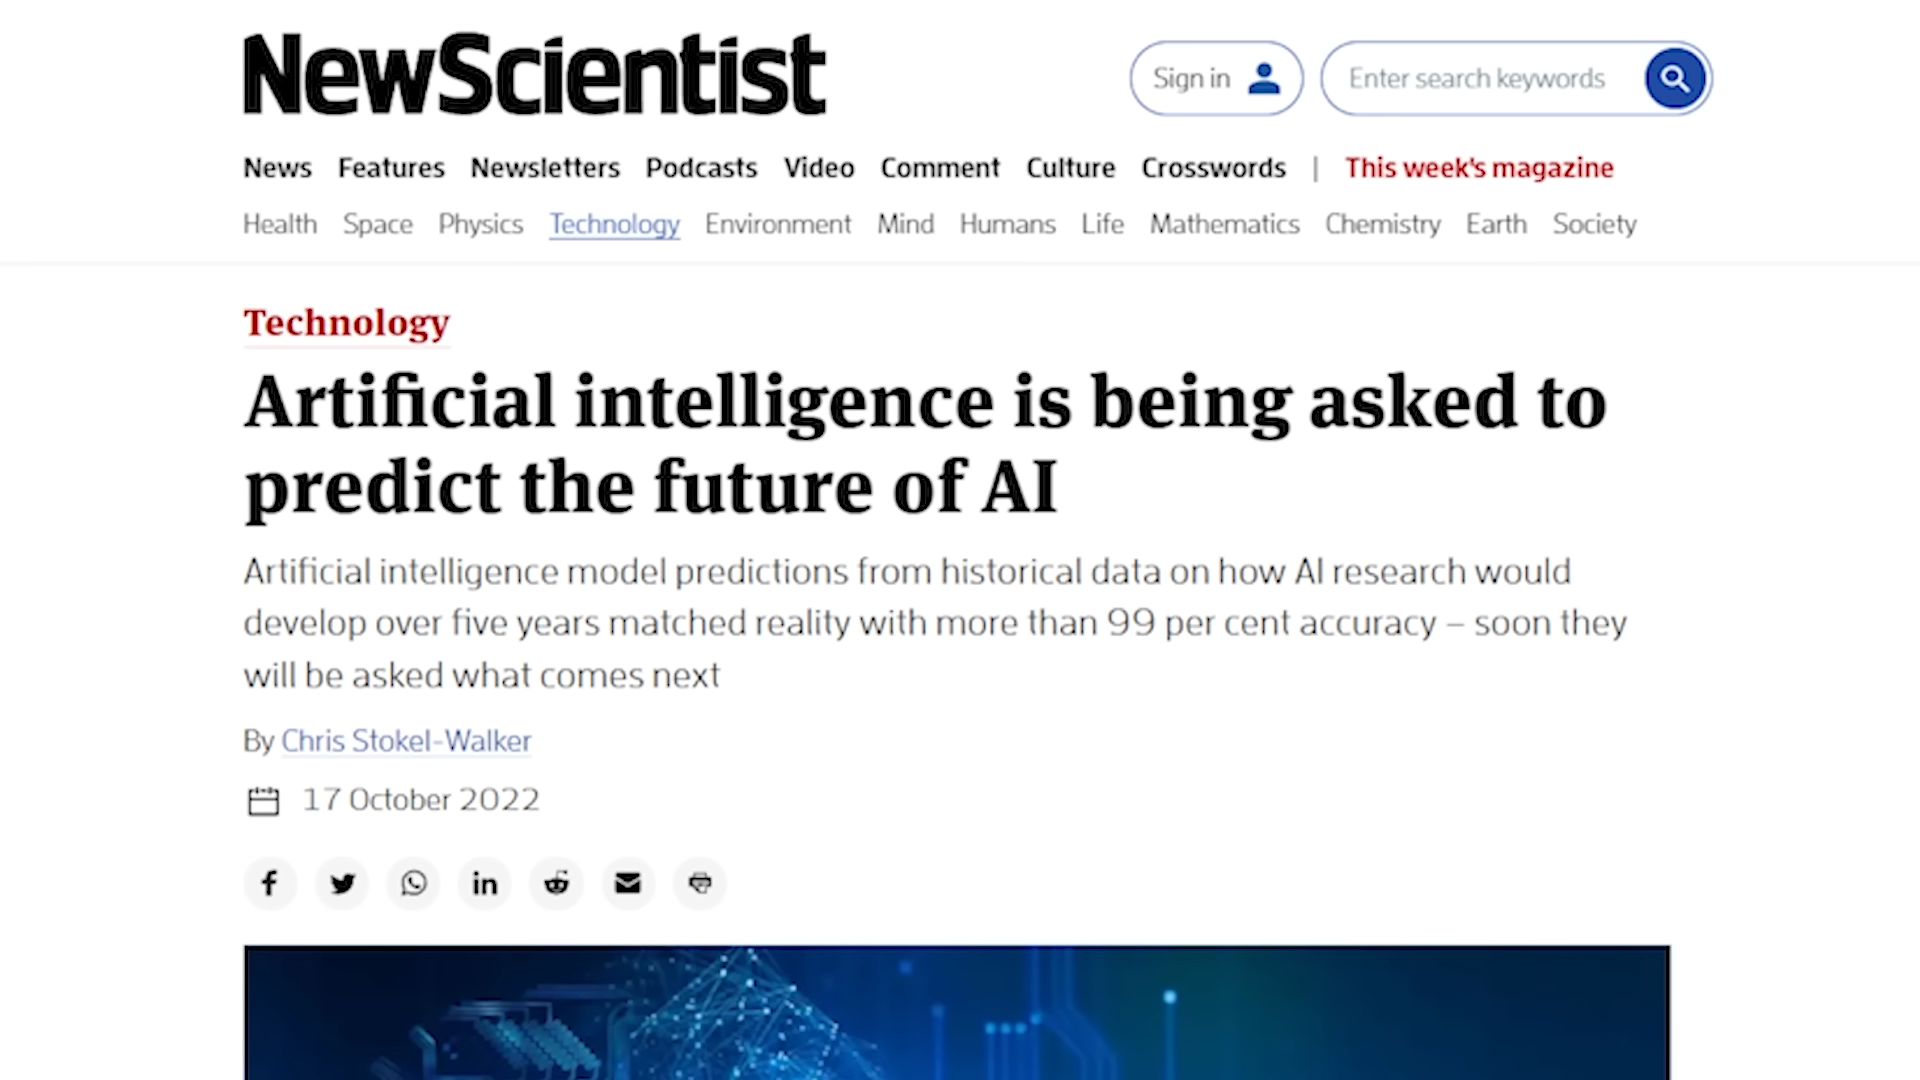 NewScientist
Sign in
Enter search keywords
News Features Newsletters Podcasts Video Comment Culture Crosswords | This week's magazine
Health Space Physics Technology Environment Mind Humans Life Mathematics Chemistry Earth Society
Technology
Artificial intelligence is being asked to
predict the future of AI
Artificial intelligence model predictions from historical data on how AI research would
develop over five years matched reality with more than 99 per cent accuracy – soon they
will be asked what comes next
By Chris Stokel-Walker
17 October 2022